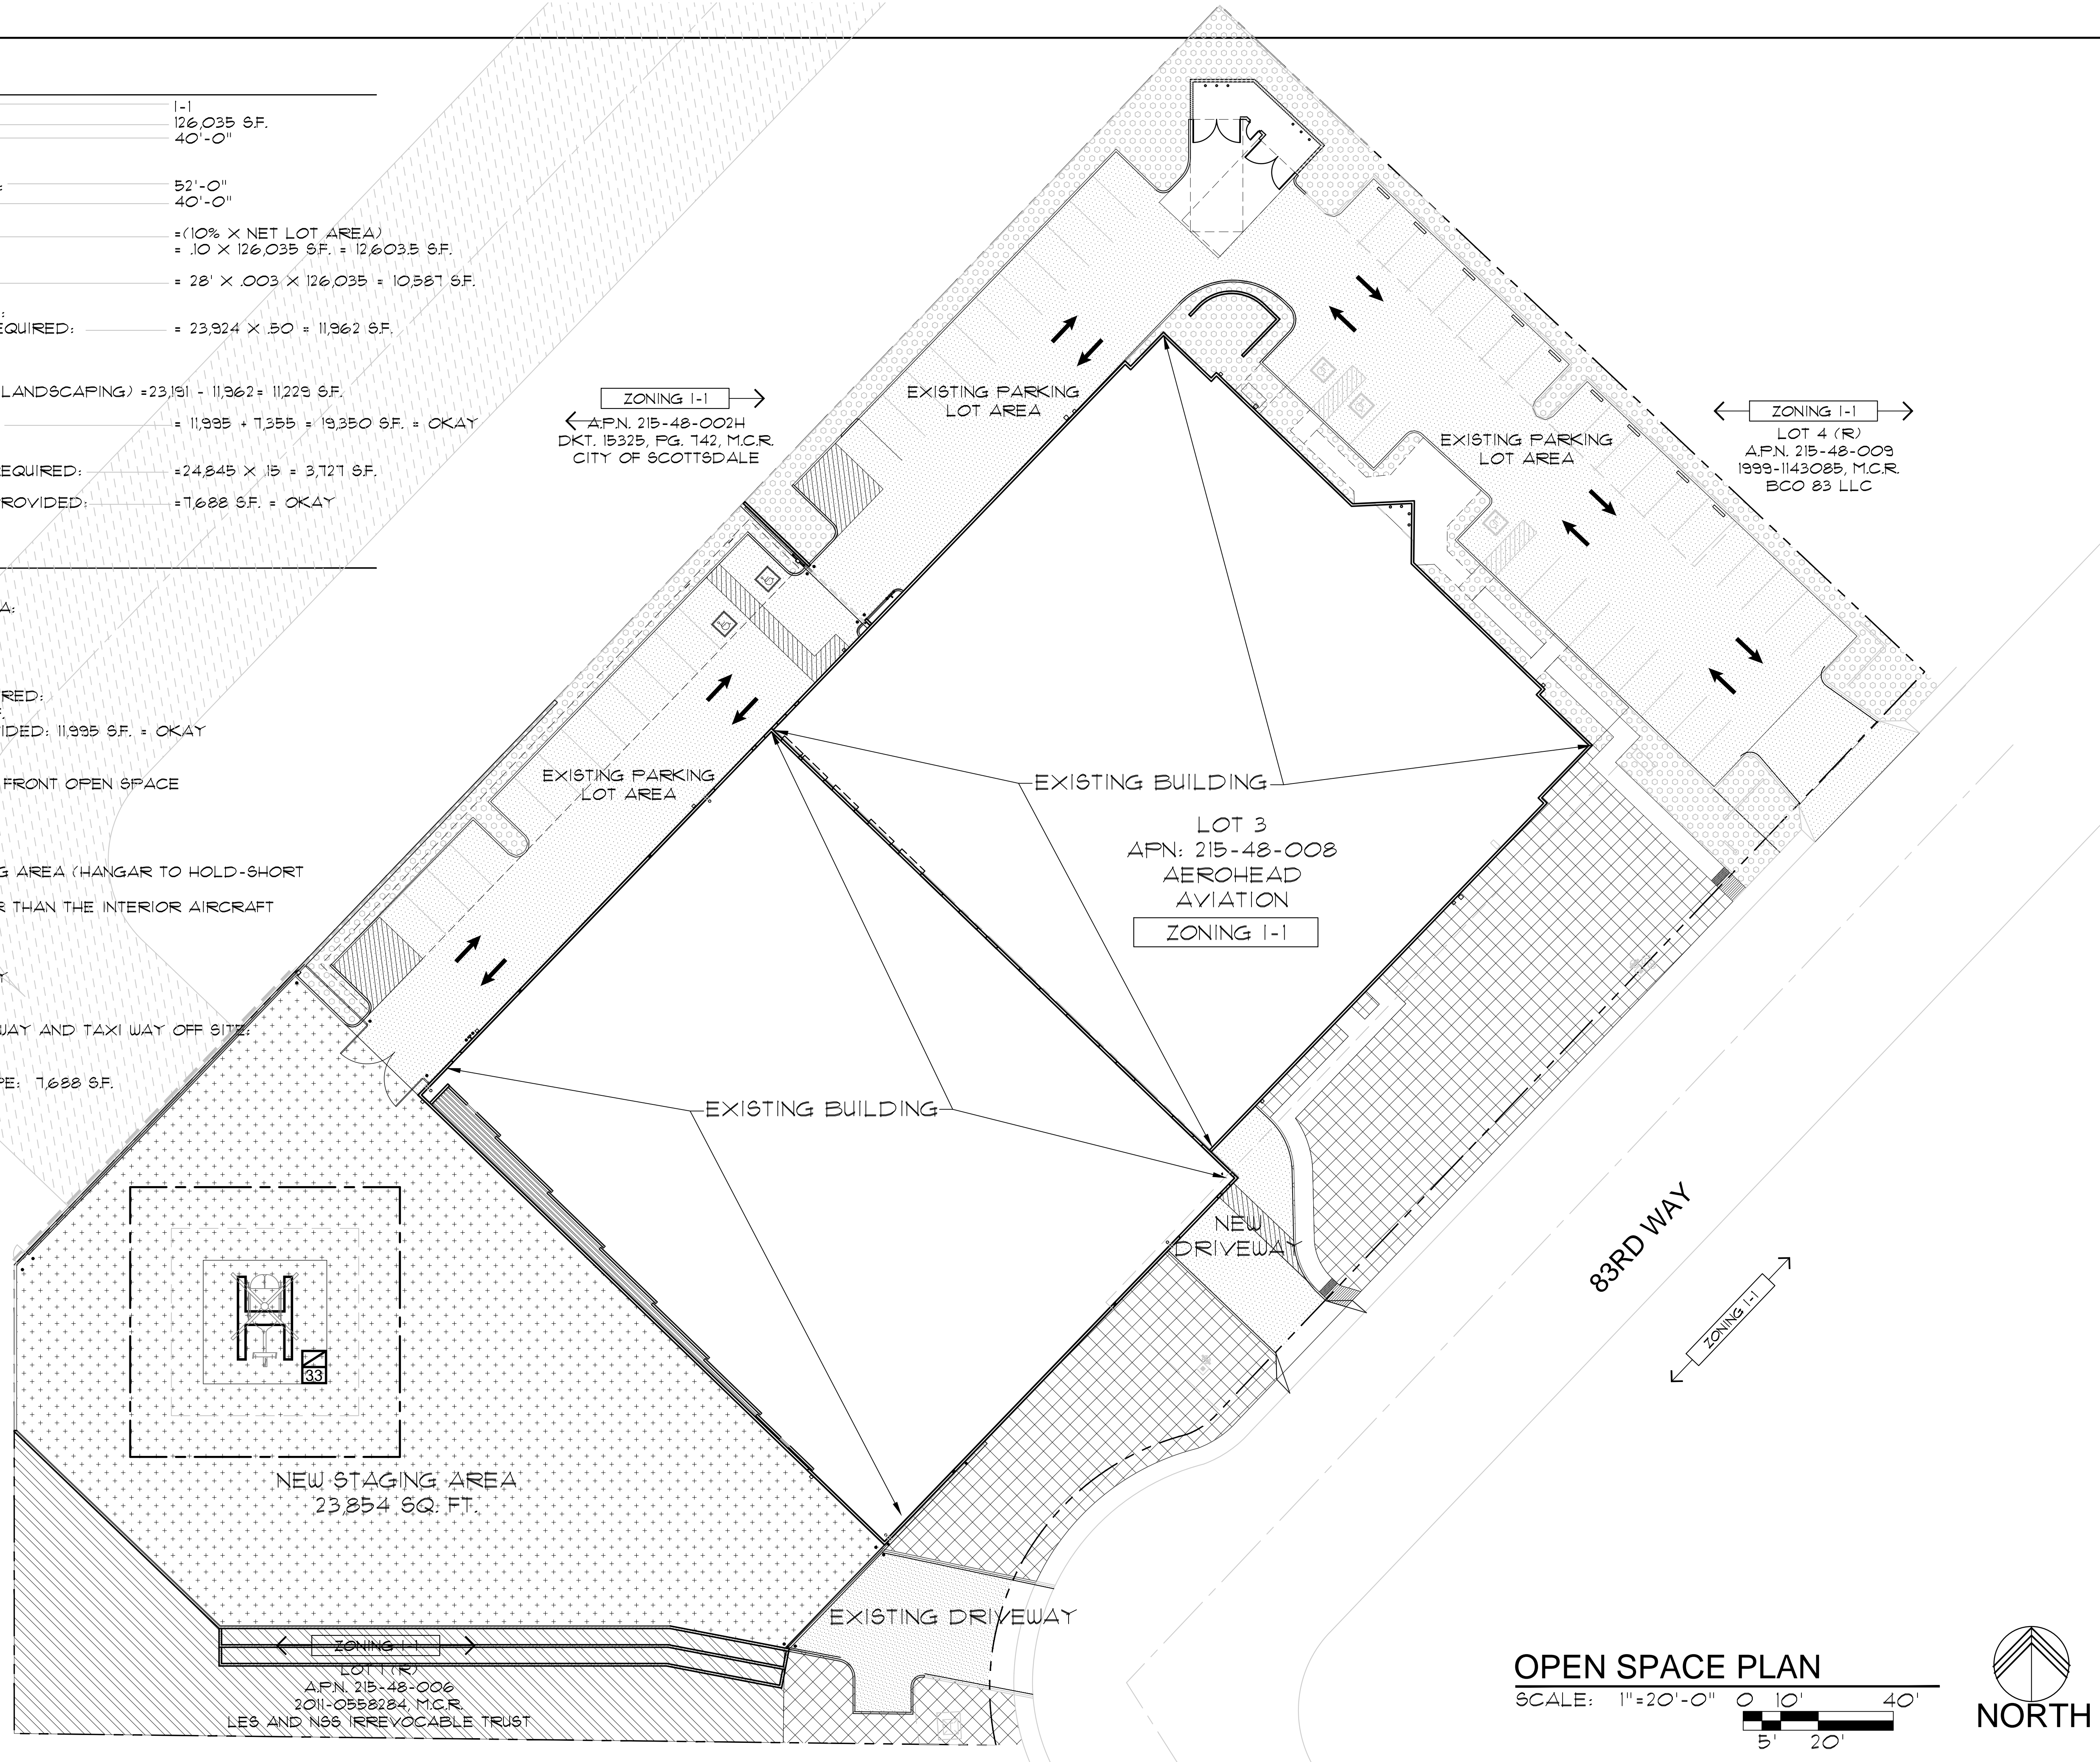 I-1
126,035 S.F.
40'-0"
52'-0"
40'-0"
=(10% X NET LOT AREA)
= .10 X 126,035 S.F. = 12,603.5 S.F.
= 28' X .003 X 126,035 = 10,587 S.F.
EQUIRED: = 23,924 X .50 = 11,962 S.F.
LANDSCAPING) =23,191 - 11,962= 11,229 S.F.
= 11,995 + 7,355 = 19,350 S.F. = OKAY
EQUIRED: =24,845 X .15 = 3,727 S.F.
ROVIDED: =7,688 S.F. = OKAY
A:
RED:
F.
IDED: 11,995 S.F. = OKAY
FRONT OPEN SPACE
G AREA (HANGAR TO HOLD-SHORT
R THAN THE INTERIOR AIRCRAFT
Y
WAY AND TAXI WAY OFF SITE:
PE: 7,688 S.F.
ZONING I-1
A.P.N. 215-48-002H
DKT. 15325, PG. 742, M.C.R.
CITY OF SCOTTSDALE
EXISTING PARKING
LOT AREA
EXISTING PARKING
LOT AREA
ZONING I-1
LOT 4 (R)
A.P.N. 215-48-009
1999-1143085, M.C.R.
BCO 83 LLC
EXISTING PARKING
LOT AREA
EXISTING BUILDING
LOT 3
APN: 215-48-008
AEROHEAD
AVIATION
ZONING I-1
EXISTING BUILDING
NEW
DRIVEWAY
83RD WAY
ZONING I-1
33
NEW STAGING AREA
23,854 SQ. FT.
EXISTING DRIVEWAY
ZONING I-1
LOT 1 (R)
A.P.N. 215-48-006
2011-0558284, M.C.R.
LES AND NSS IRREVOCABLE TRUST
OPEN SPACE PLAN
SCALE: 1"=20'-0" 0 10' 40'
5' 20'
NORTH